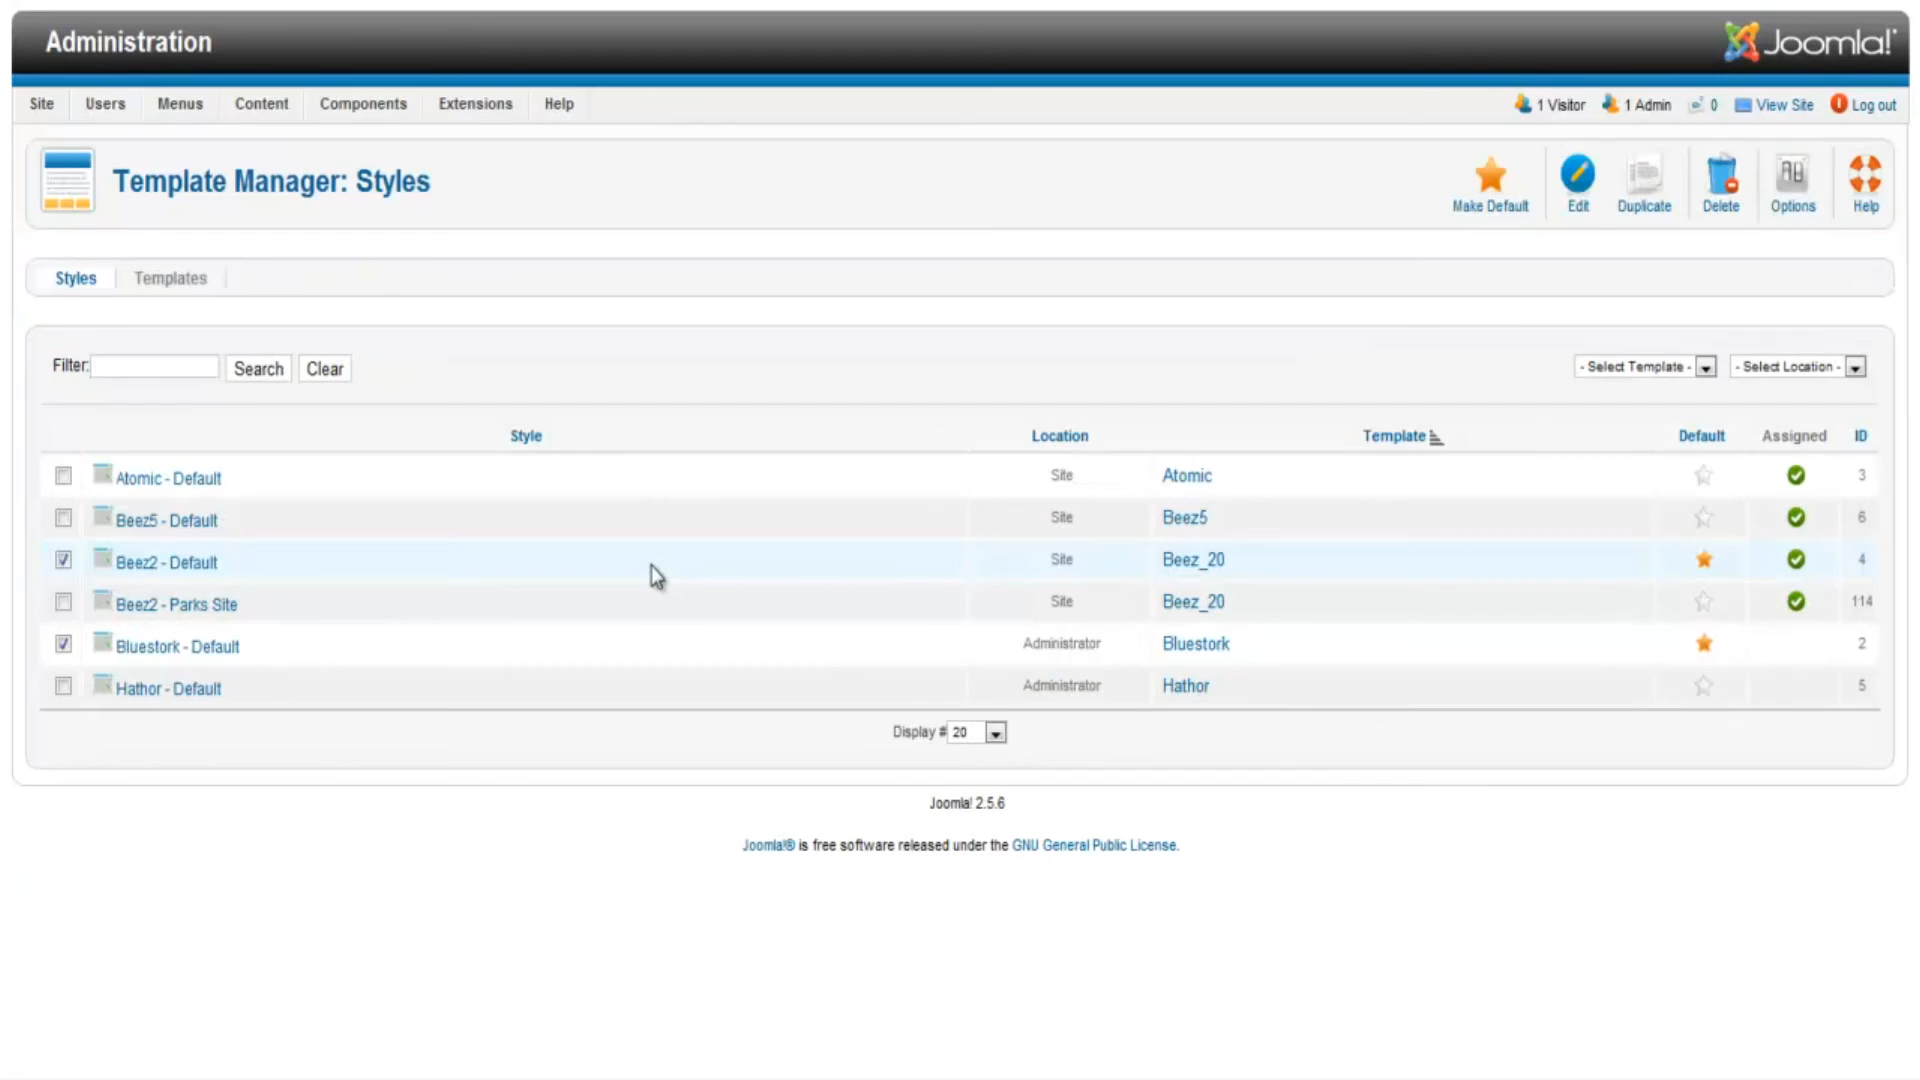 Administration
Joomla!
Site Users Menus Content Components Extensions Help
1 Visitor 1 Admin 0 View Site Log out
Template Manager: Styles
Make Default Edit Duplicate Delete Options Help
Styles Templates
Filter: Search Clear - Select Template - - Select Location -
Style Location Template Default Assigned ID
Atomic - Default Site Atomic 3
Beez5 - Default Site Beez5 6
Beez2 - Default Site Beez_20 4
Beez2 - Parks Site Site Beez_20 114
Bluestork - Default Administrator Bluestork 2
Hathor - Default Administrator Hathor 5
Display # 20
Joomla! 2.5.6
Joomla!® is free software released under the GNU General Public License.